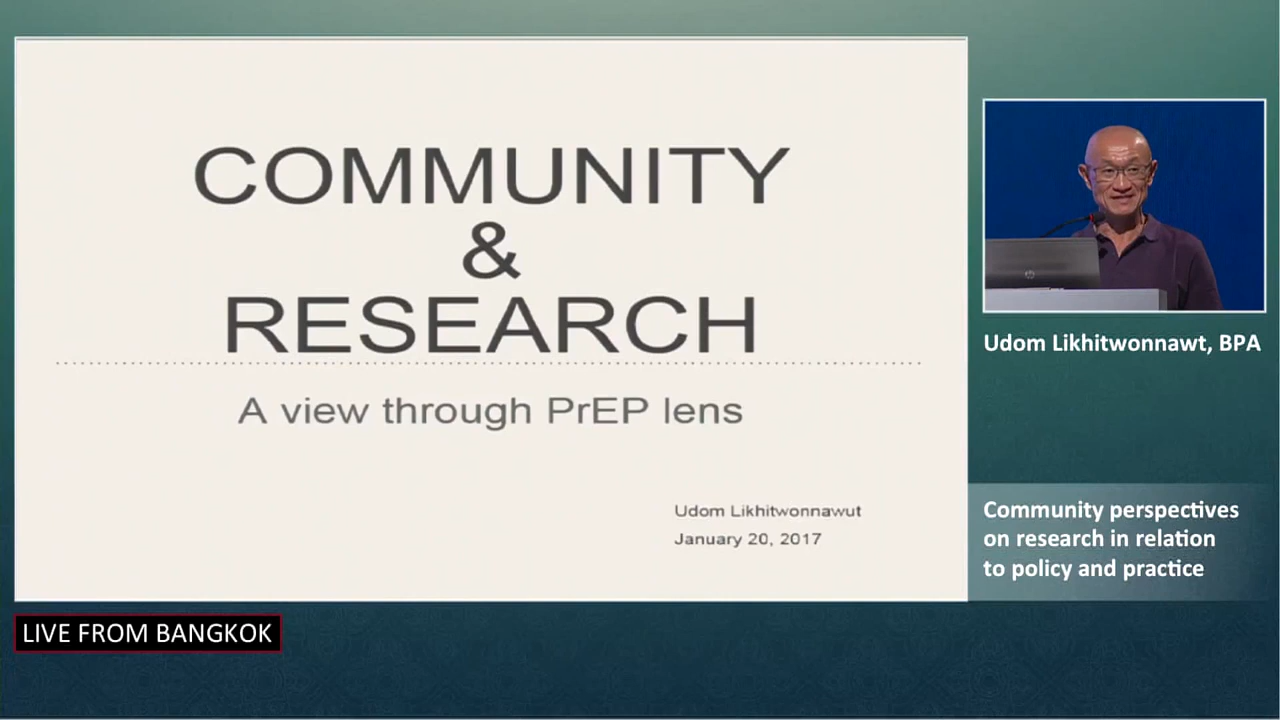 COMMUNITY
&
RESEARCH
A view through PrEP lens
Udom Likhitwonnawut
January 20, 2017
Udom Likhitwonnawt, BPA
Community perspectives
on research in relation
to policy and practice
LIVE FROM BANGKOK